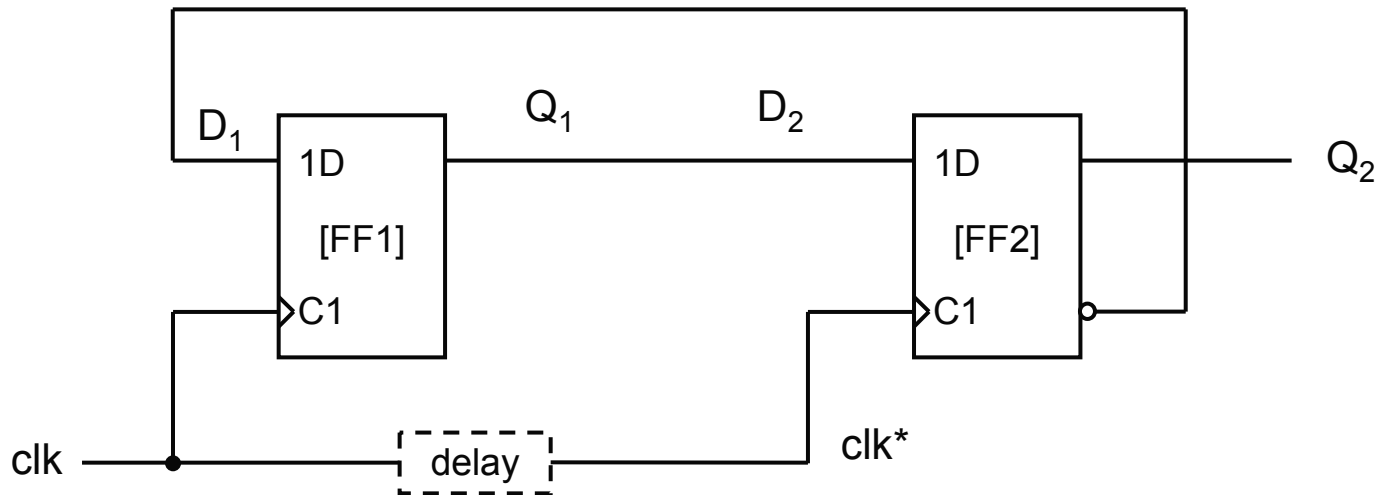 D₁
Q₁
D₂
1D
1D
Q₂
[FF1]
[FF2]
C1
C1
clk
delay
clk*